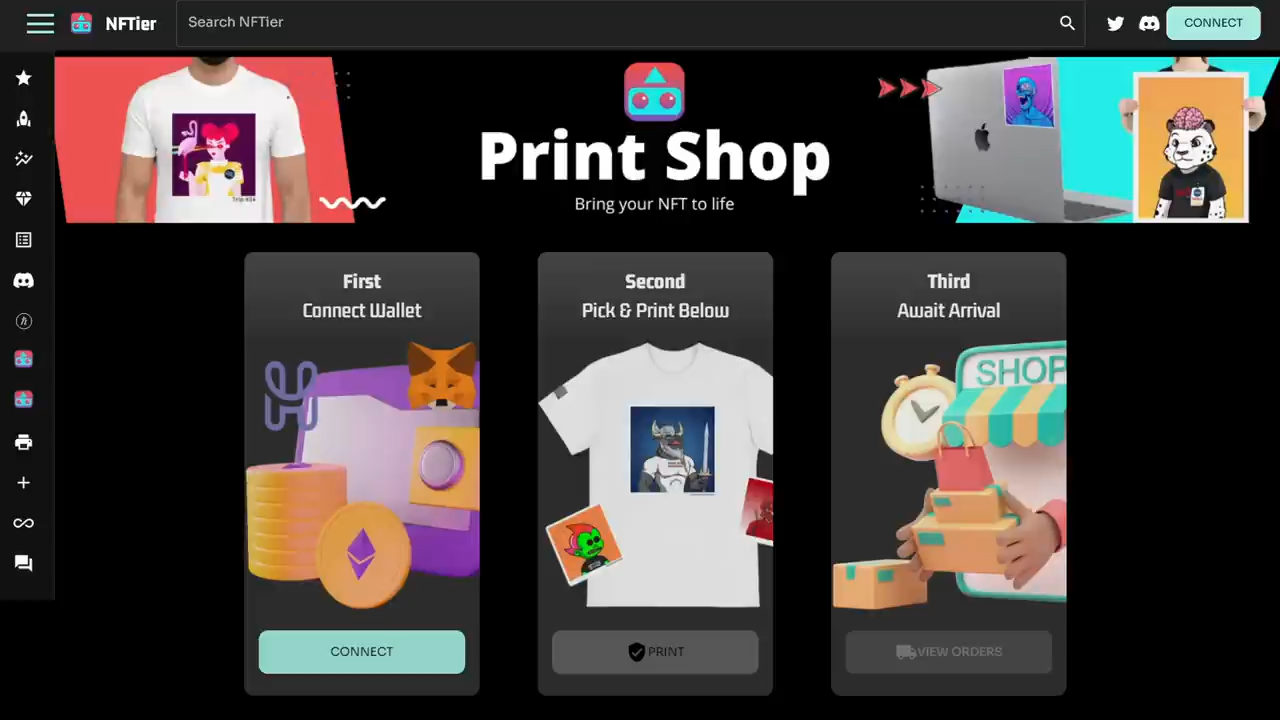 NFTier
Search NFTier
CONNECT
Print Shop
Bring your NFT to life
First
Connect Wallet
Second
Pick & Print Below
Third
Await Arrival
SHOP
CONNECT
PRINT
VIEW ORDERS